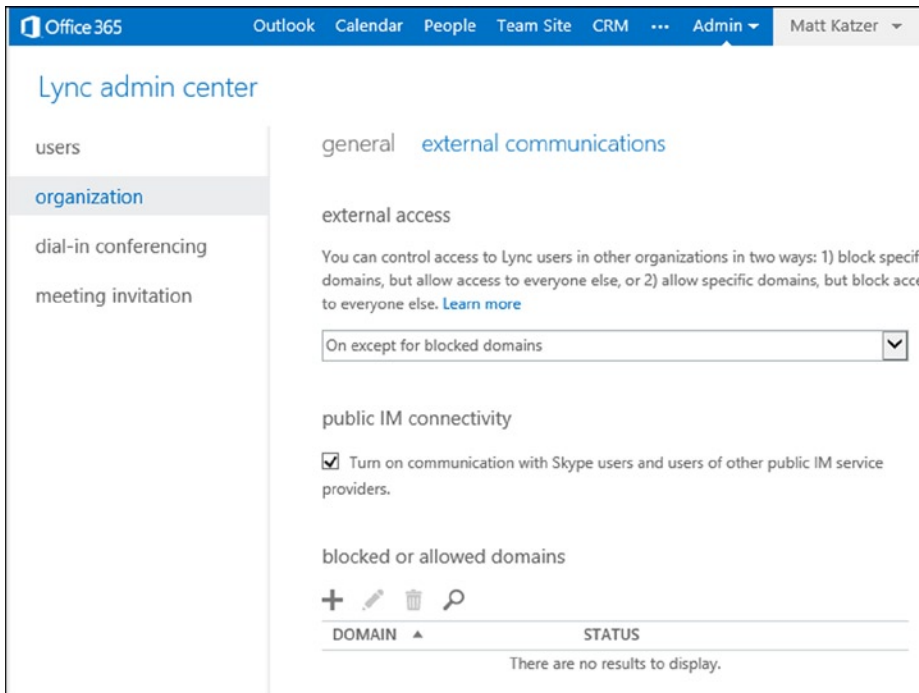 Office 365 Outlook Calendar People Team Site CRM ... Admin Matt Katzer
Lync admin center
users
organization
dial-in conferencing
meeting invitation
general external communications
external access
You can control access to Lync users in other organizations in two ways: 1) block specif
domains, but allow access to everyone else, or 2) allow specific domains, but block acce
to everyone else. Learn more
On except for blocked domains
public IM connectivity
Turn on communication with Skype users and users of other public IM service
providers.
blocked or allowed domains
DOMAIN STATUS
There are no results to display.